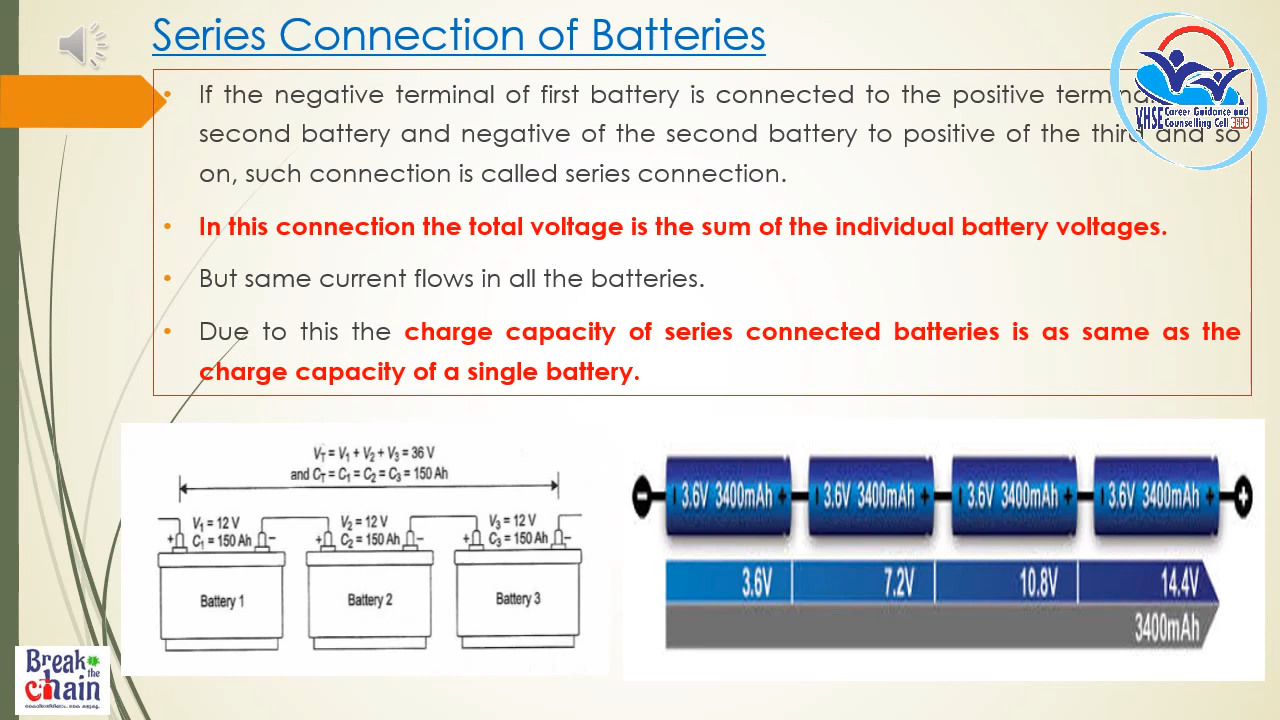 Series Connection of Batteries
• If the negative terminal of first battery is connected to the positive
second battery and negative of the second battery to positive of the third and so
on, such connection is called series connection.
• In this connection the total voltage is the sum of the individual battery voltages.
• But same current flows in all the batteries.
• Due to this the charge capacity of series connected batteries is as same as the
charge capacity of a single battery.
VHSE Career Guidance and
Counselling Cell
V_T = V₁ + V₂ + V₃ = 36 V
and C_T = C₁ = C₂ = C₃ = 150 Ah
V₁ = 12 V
+ C₁ = 150 Ah −
V₂ = 12 V
+ C₂ = 150 Ah −
V₃ = 12 V
+ C₃ = 150 Ah −
Battery 1
Battery 2
Battery 3
3.6V 3400mAh +
3.6V 3400mAh +
3.6V 3400mAh +
3.6V 3400mAh +
3.6V
7.2V
10.8V
14.4V
3400mAh
Break
the
chain